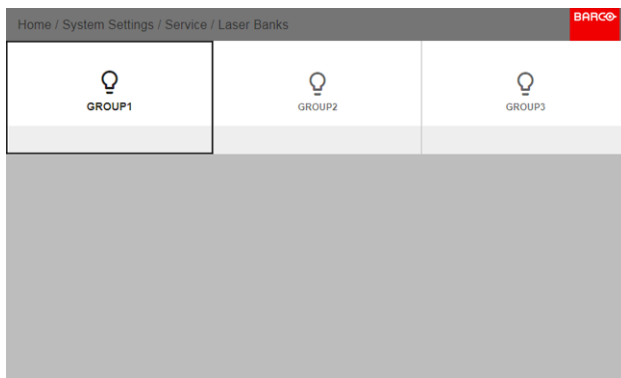 Home / System Settings / Service / Laser Banks
BARCO
GROUP1
GROUP2
GROUP3